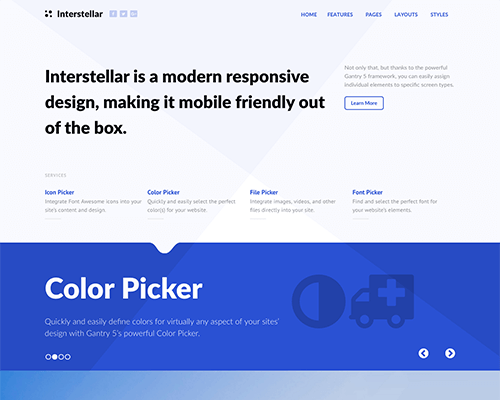 Interstellar
HOME FEATURES PAGES LAYOUTS STYLES
Interstellar is a modern responsive
design, making it mobile friendly out
of the box.
Not only that, but thanks to the powerful
Gantry 5 framework, you can easily assign
individual elements to specific screen types.
Learn More
SERVICES
Icon Picker
Integrate Font Awesome icons into your
site's content and design.
Color Picker
Quickly and easily select the perfect
color(s) for your website.
File Picker
Integrate images, videos, and other
files directly into your site.
Font Picker
Find and select the perfect font for
your website's elements.
Color Picker
Quickly and easily define colors for virtually any aspect of your sites'
design with Gantry 5's powerful Color Picker.